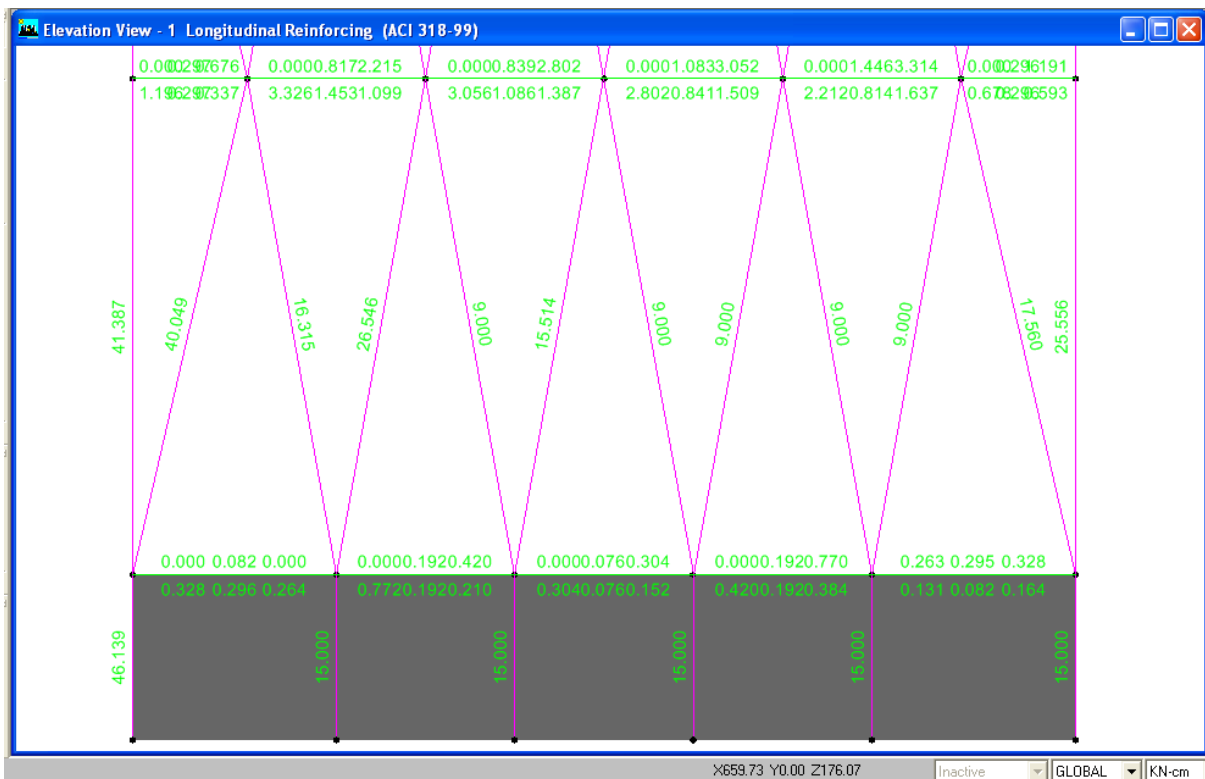 Elevation View - 1 Longitudinal Reinforcing (ACI 318-99)
0.0000.8172.215 0.0000.8392.802 0.0001.0833.052 0.0001.4463.314
3.3261.4531.099 3.0561.0861.387 2.8020.8411.509 2.2120.8141.637
41.387 40.049 16.315 26.546 9.000 15.514 9.000 9.000 9.000 9.000 17.560 25.556
0.000 0.082 0.000 0.0000.1920.420 0.0000.0760.304 0.0000.1920.770 0.263 0.295 0.328
0.328 0.296 0.264 0.7720.1920.210 0.3040.0760.152 0.4200.1920.384 0.131 0.082 0.164
46.139 15.000 15.000 15.000 15.000 15.000
X659.73 Y0.00 Z176.07 Inactive GLOBAL KN-cm